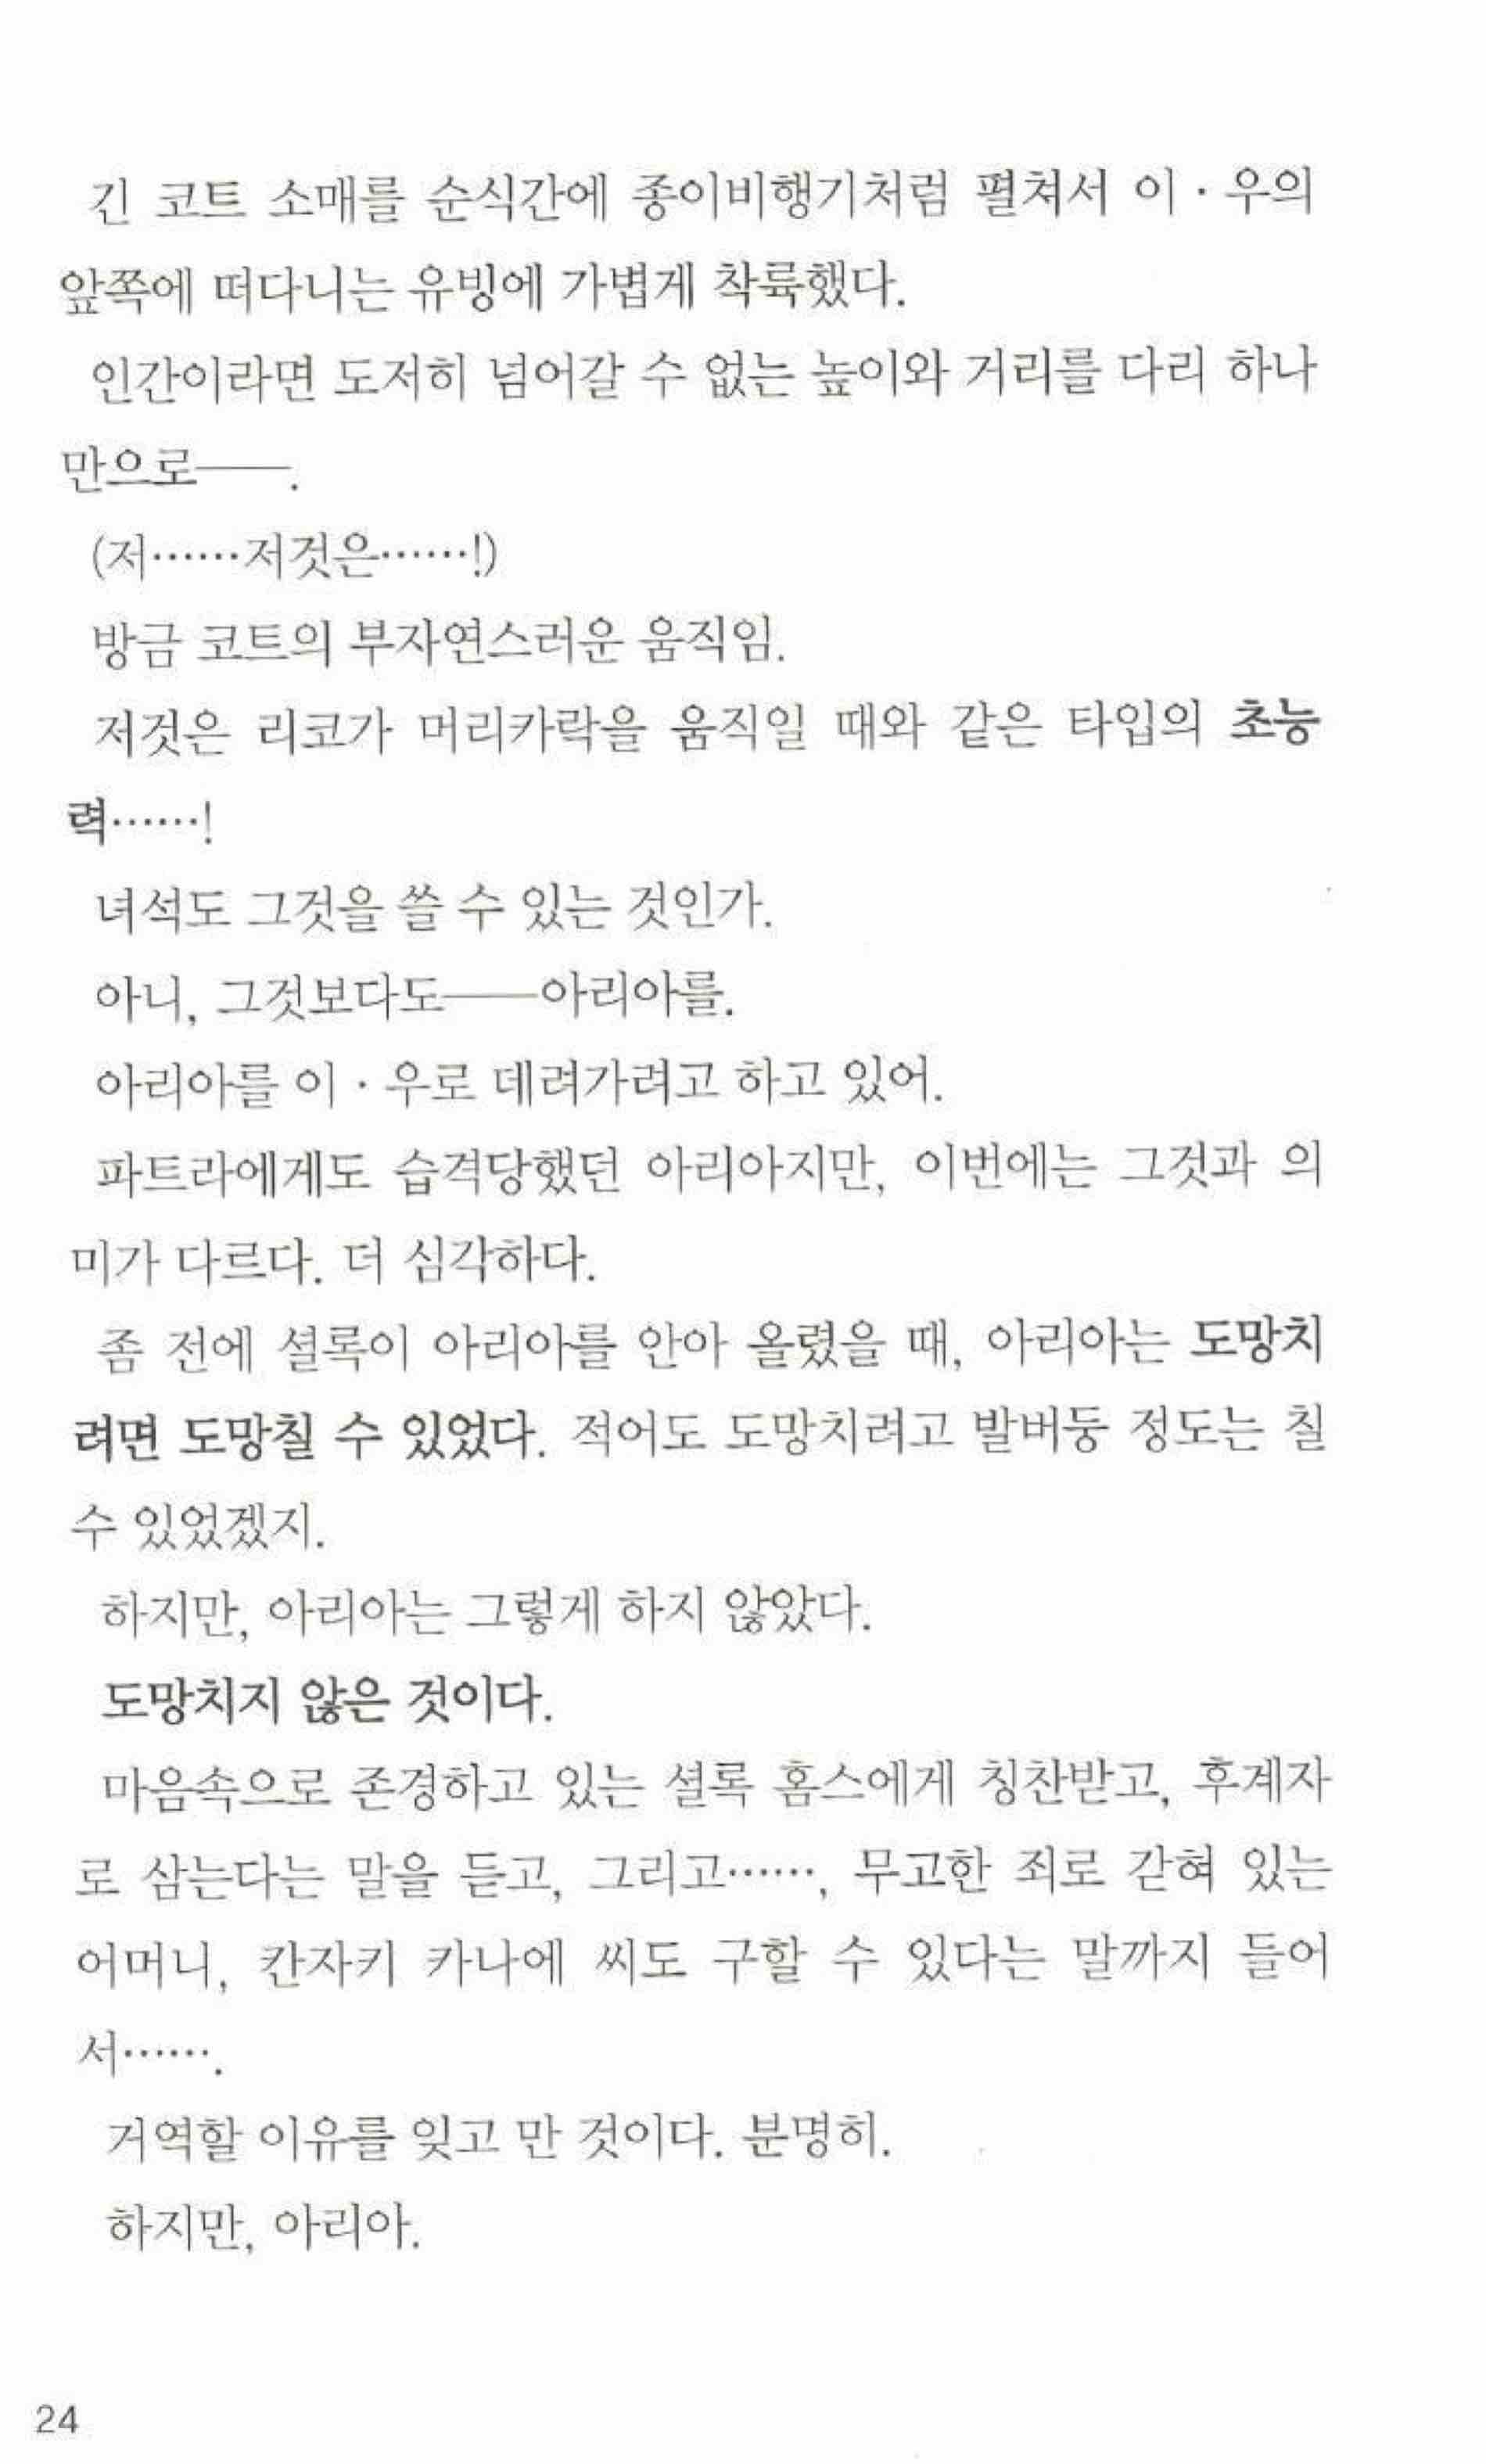 긴 코트 소매를 순식간에 종이비행기처럼 펼쳐서 이·우의
앞쪽에 떠다니는 유빙에 가볍게 착륙했다.
인간이라면 도저히 넘어갈 수 없는 높이와 거리를 다리 하나
만으로──.
(저……저것은……!)
방금 코트의 부자연스러운 움직임.
저것은 리코가 머리카락을 움직일 때와 같은 타입의 초능
력……!
녀석도 그것을 쓸 수 있는 것인가.
아니, 그것보다도──아리아를.
아리아를 이·우로 데려가려고 하고 있어.
파트라에게도 습격당했던 아리아지만, 이번에는 그것과 의
미가 다르다. 더 심각하다.
좀 전에 셜록이 아리아를 안아 올렸을 때, 아리아는 도망치
려면 도망칠 수 있었다. 적어도 도망치려고 발버둥 정도는 칠
수 있었겠지.
하지만, 아리아는 그렇게 하지 않았다.
도망치지 않은 것이다.
마음속으로 존경하고 있는 셜록 홈스에게 칭찬받고, 후계자
로 삼는다는 말을 듣고, 그리고……, 무고한 죄로 갇혀 있는
어머니, 칸자키 카나에 씨도 구할 수 있다는 말까지 들어
서…….
거역할 이유를 잊고 만 것이다. 분명히.
하지만, 아리아.
24